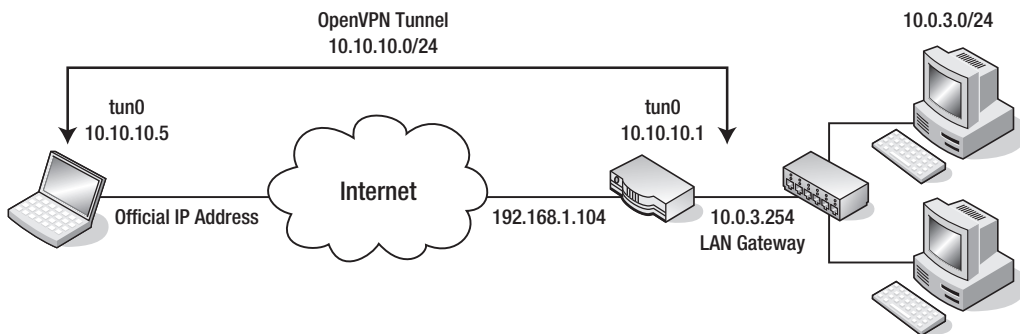 OpenVPN Tunnel
10.10.10.0/24
10.0.3.0/24
tun0
10.10.10.5
tun0
10.10.10.1
Internet
Official IP Address
192.168.1.104
10.0.3.254
LAN Gateway